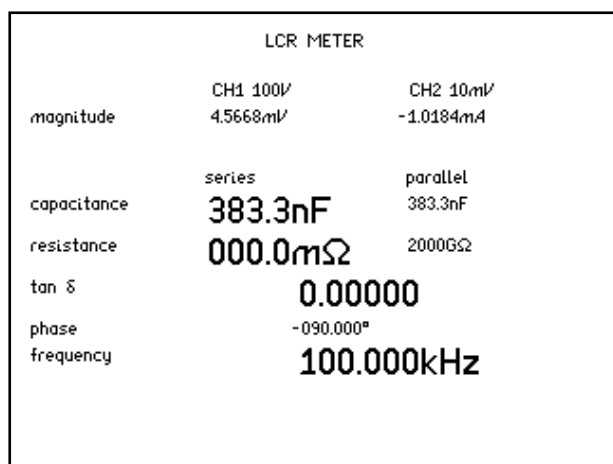 LCR METER
CH1 100V CH2 10mV
magnitude 4.5668mV -1.0184mA
series parallel
capacitance 383.3nF 383.3nF
resistance 000.0mΩ 2000GΩ
tan δ 0.00000
phase -090.000°
frequency 100.000kHz